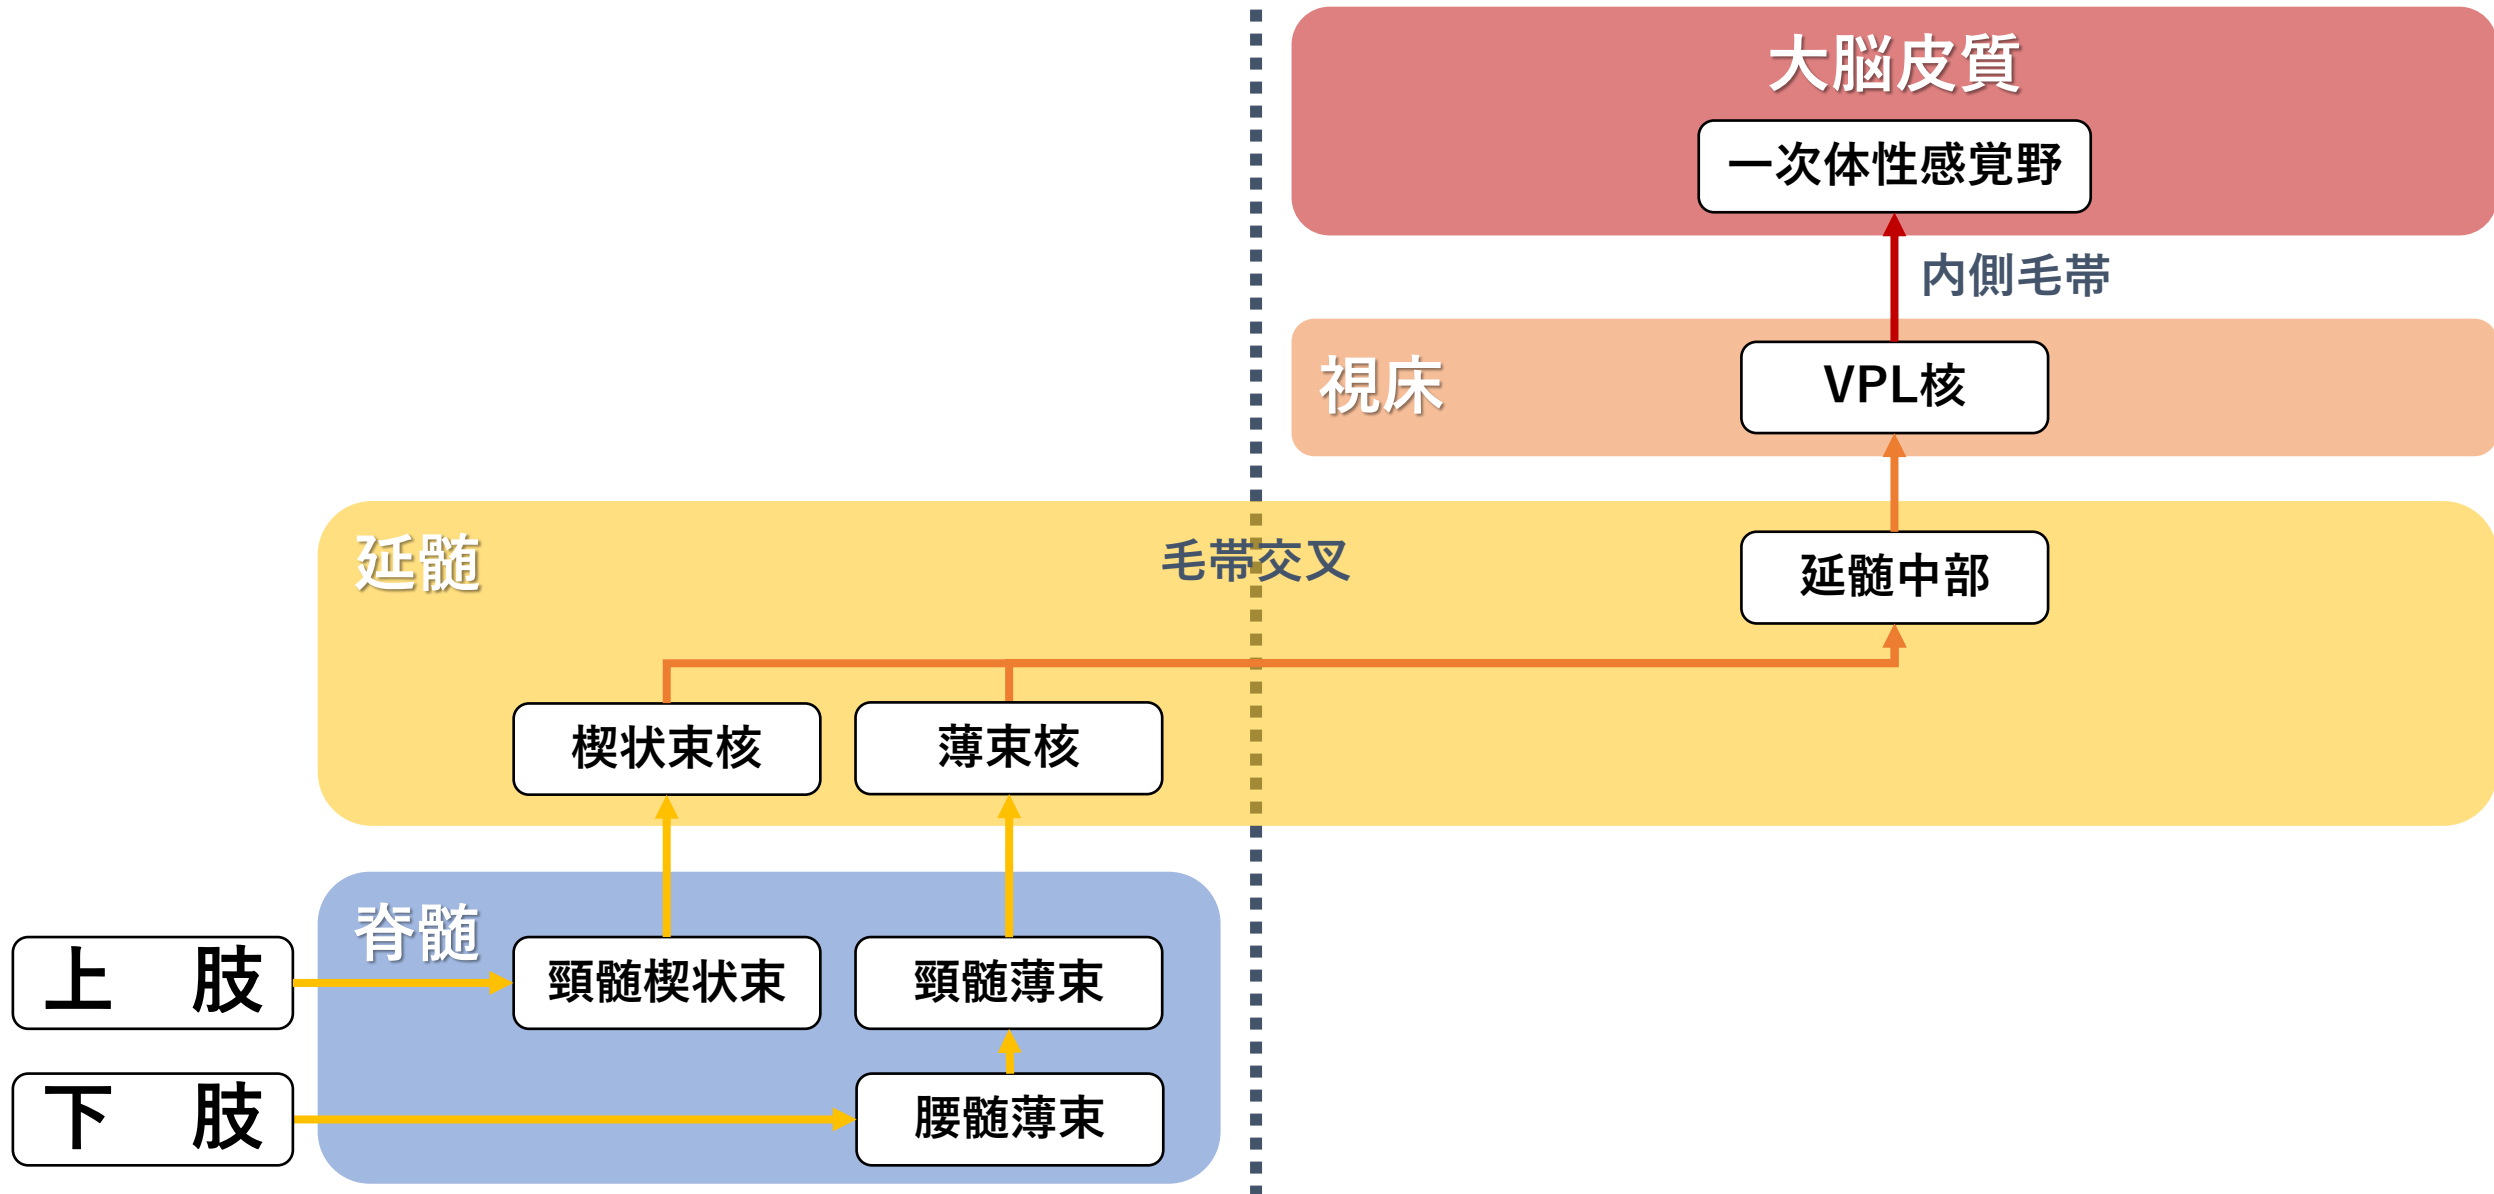 大脳皮質
一次体性感覚野
内側毛帯
視床
VPL核
延髄
毛帯交叉
延髄中部
楔状束核
薄束核
脊髄
上 肢
頸髄楔状束
頸髄薄束
下 肢
腰髄薄束